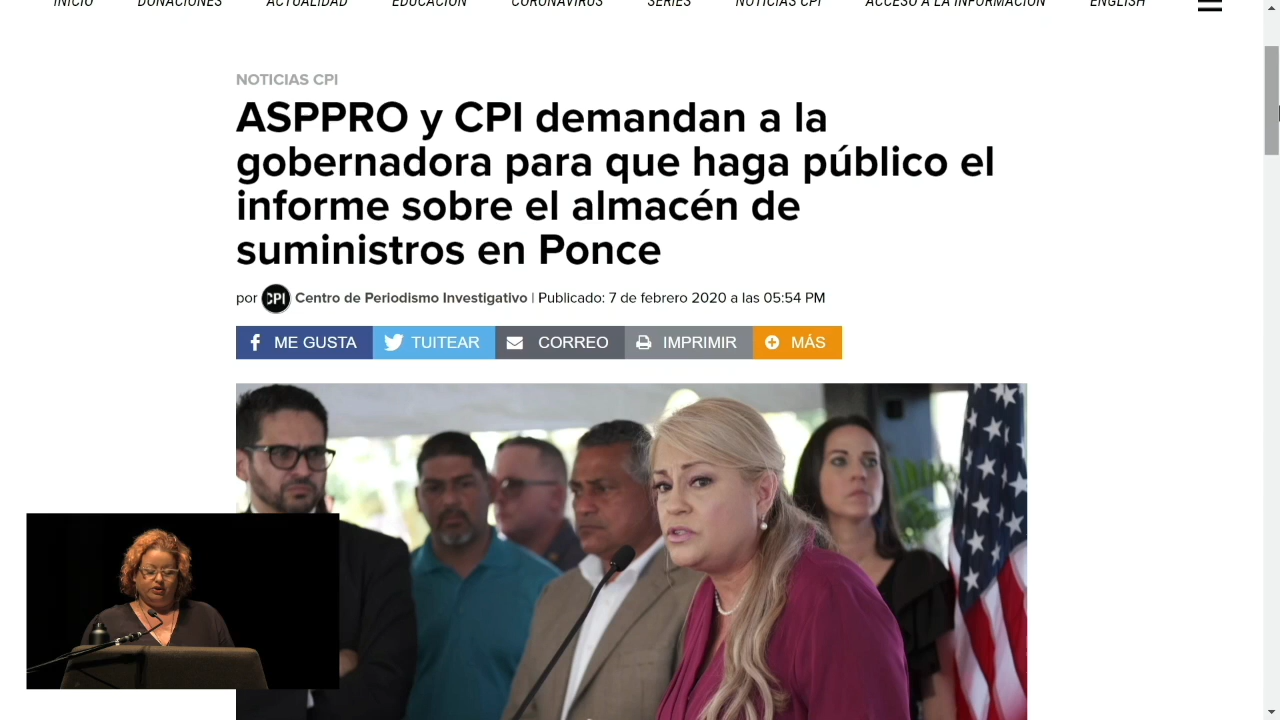 INICIO DONACIONES ACTUALIDAD EDUCACIÓN CORONAVIRUS SERIES NOTICIAS CPI ACCESO A LA INFORMACIÓN ENGLISH
NOTICIAS CPI
ASPPRO y CPI demandan a la
gobernadora para que haga público el
informe sobre el almacén de
suministros en Ponce
por CPI Centro de Periodismo Investigativo | Publicado: 7 de febrero 2020 a las 05:54 PM
ME GUSTA TUITEAR CORREO IMPRIMIR MÁS